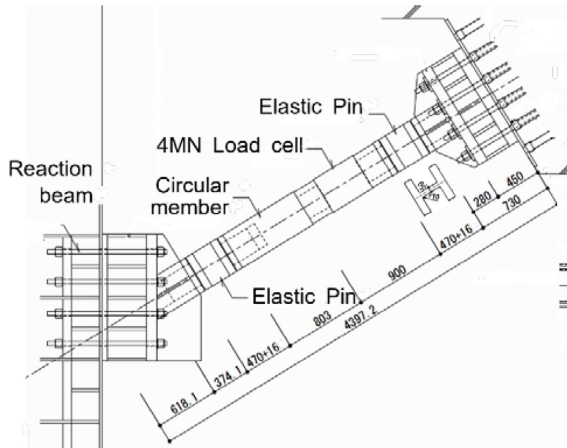 Elastic Pin
4MN Load cell
Circular
member
Reaction
beam
Elastic Pin
450
280
730
470+16
900
4397.2
803
470+16
374.1
618.1